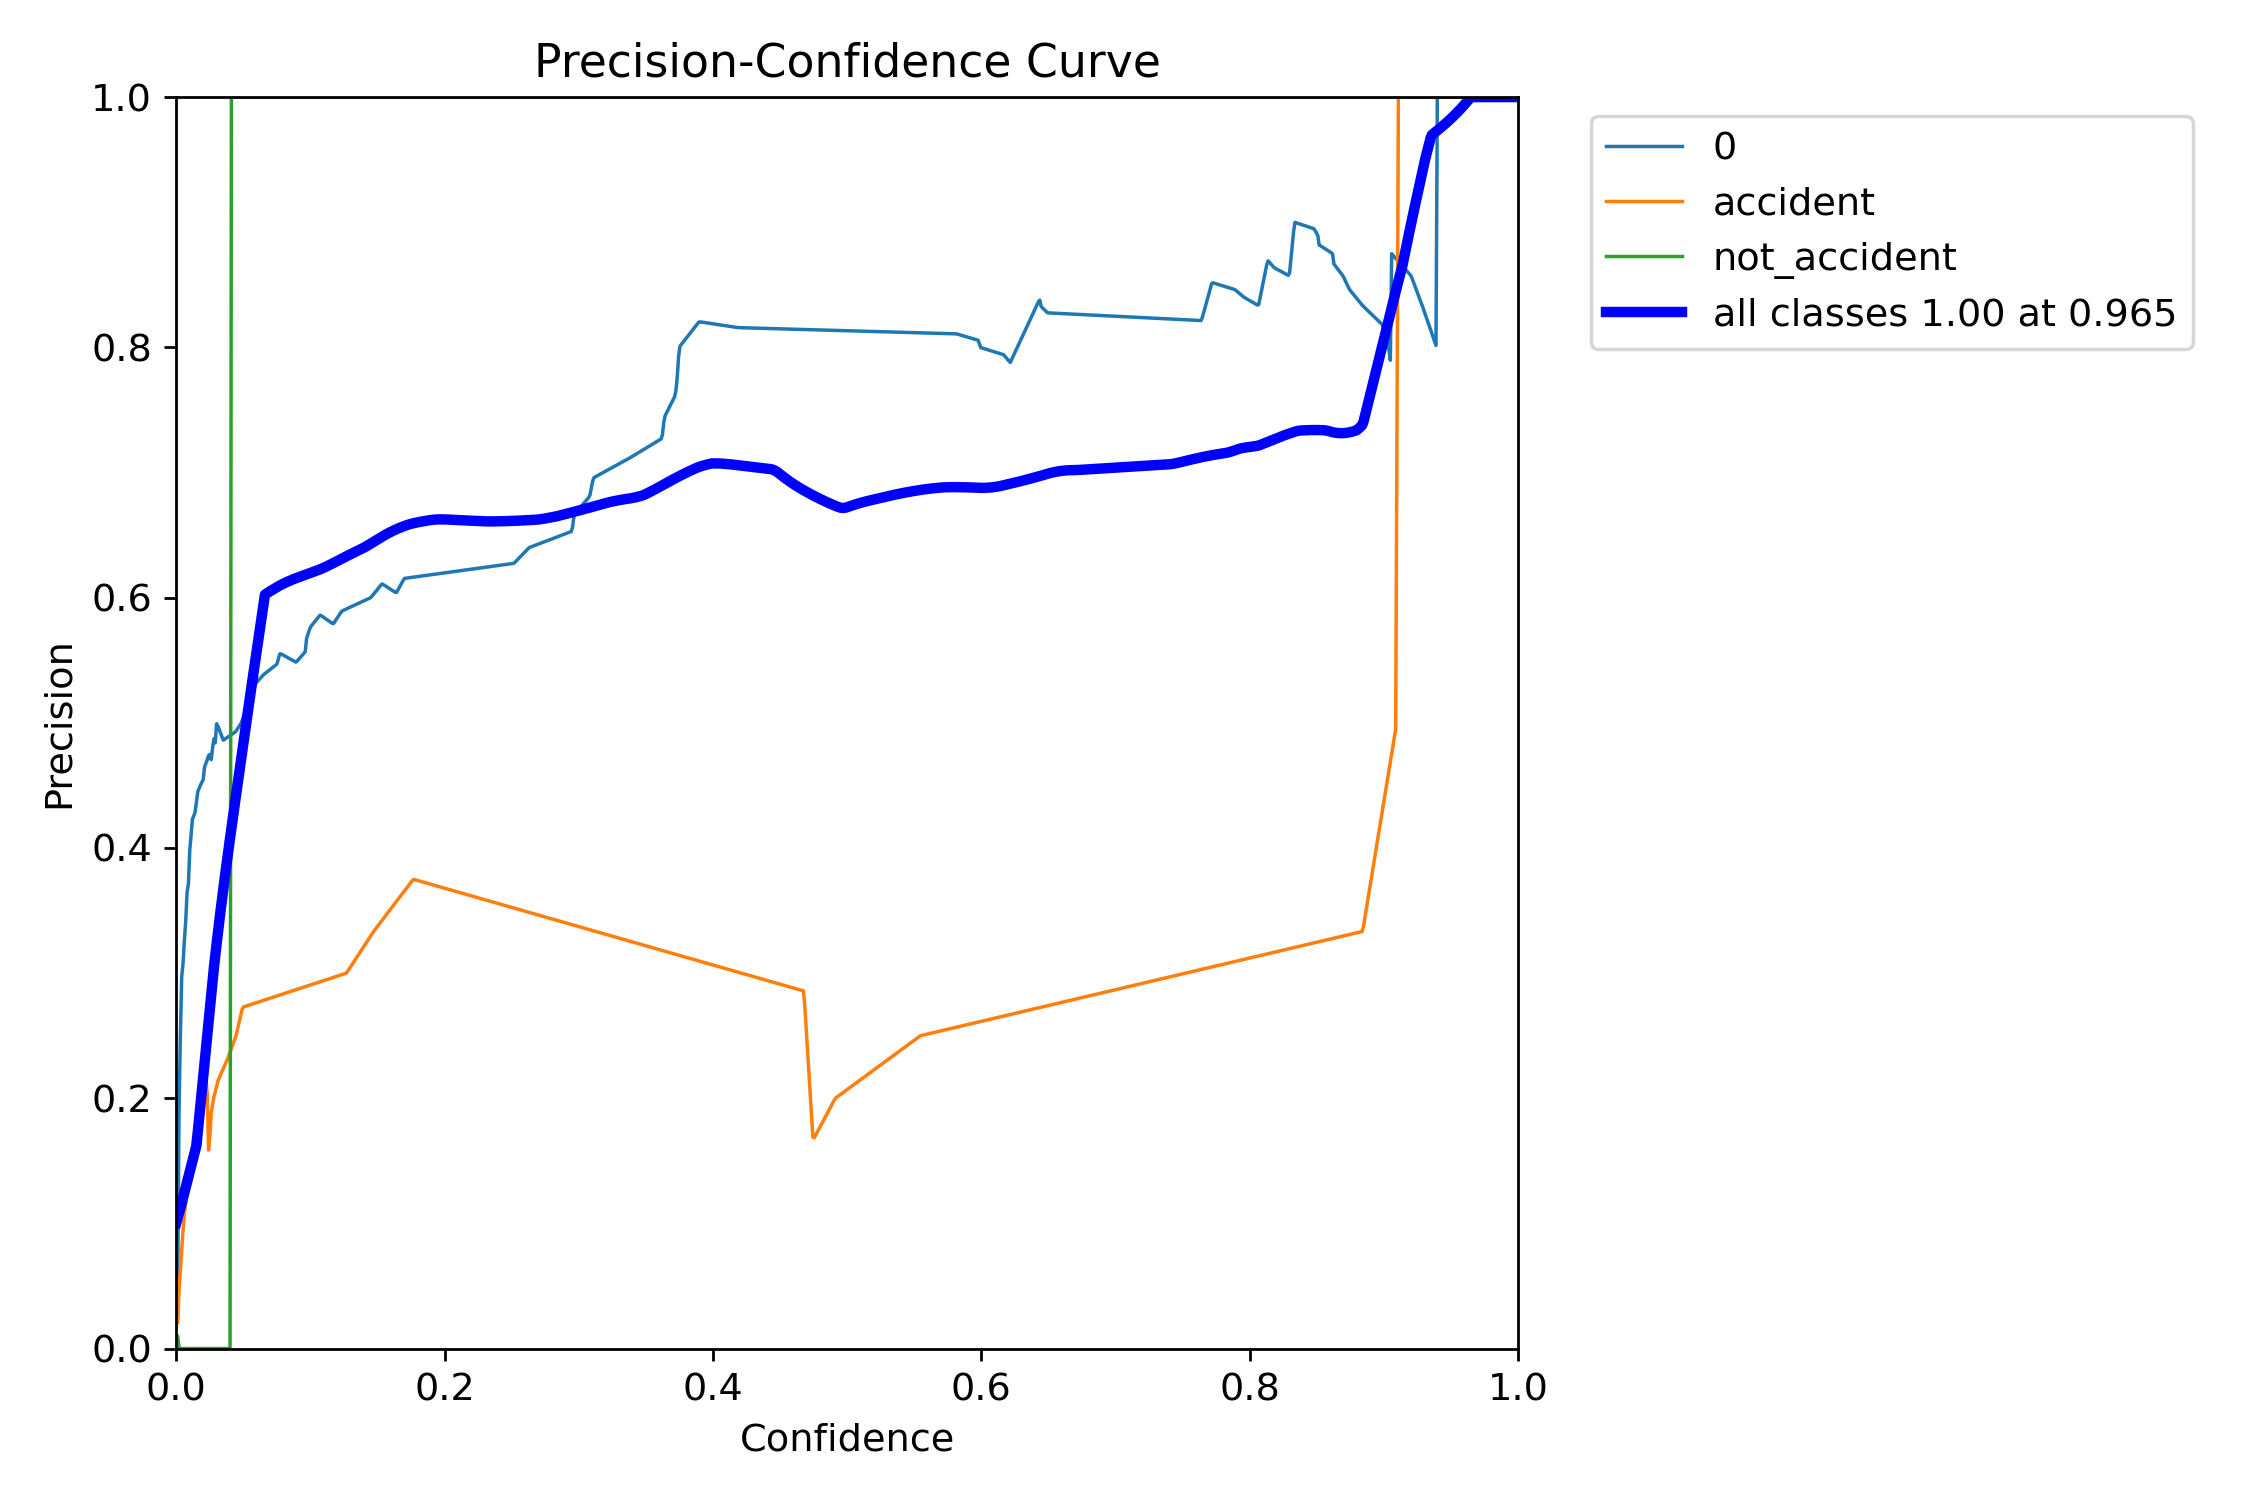 Precision-Confidence Curve
1.0
0.8
0.6
0.4
0.2
0.0
Precision
0.0 0.2 0.4 0.6 0.8 1.0
Confidence
0
accident
not_accident
all classes 1.00 at 0.965